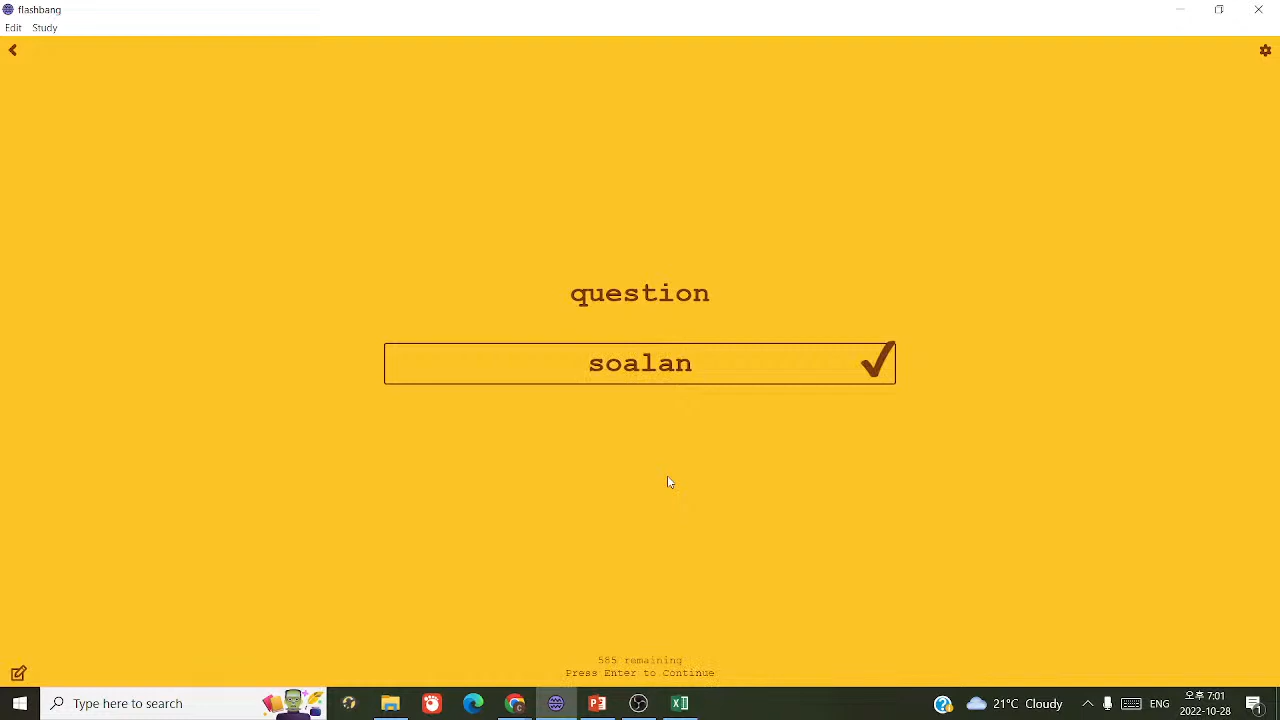 flashbang
Edit Study
question
soalan
585 remaining
Press Enter to Continue
Type here to search
21°C Cloudy
ENG
오후 7:01
2022-10-28
1